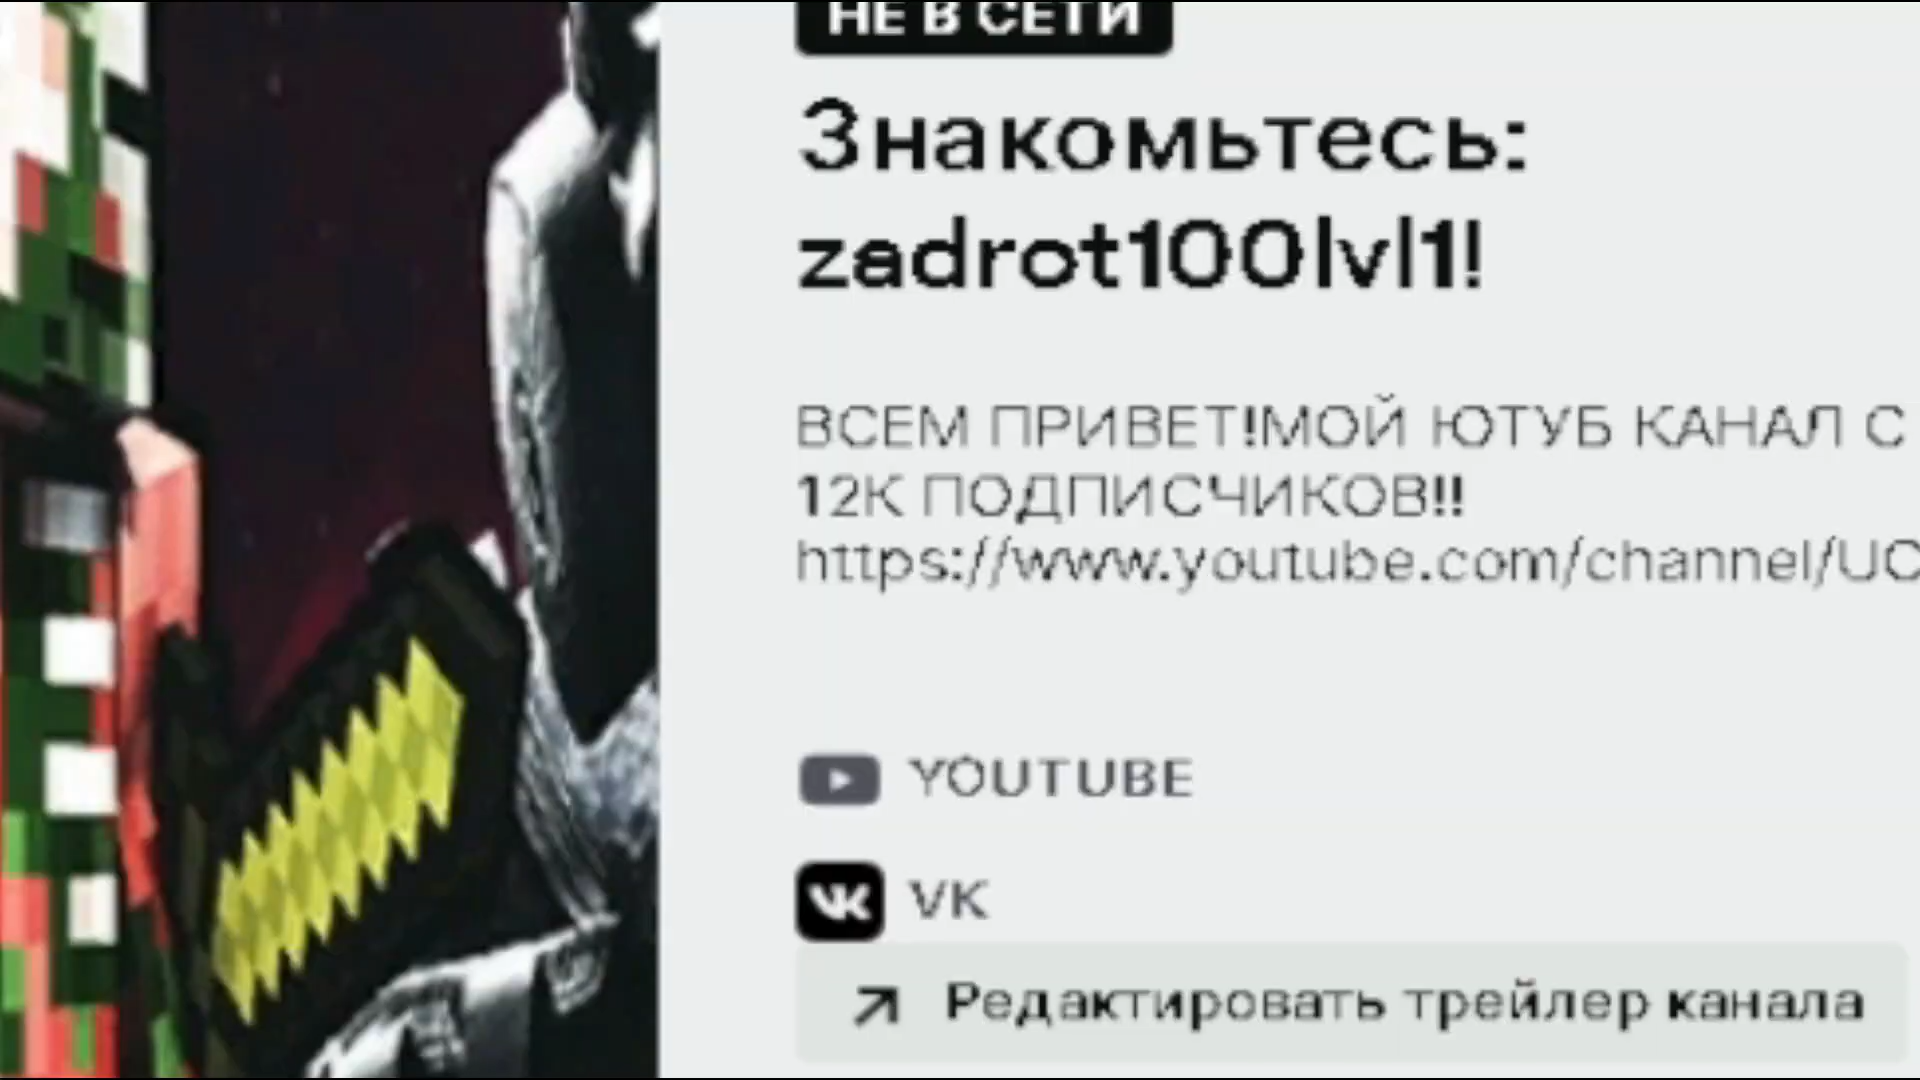 НЕ В СЕТИ
Знакомьтесь:
zadrot100lvl1!
ВСЕМ ПРИВЕТ!МОЙ ЮТУБ КАНАЛ С
12К ПОДПИСЧИКОВ!!
https://www.youtube.com/channel/UC
YOUTUBE
VK
Редактировать трейлер канала